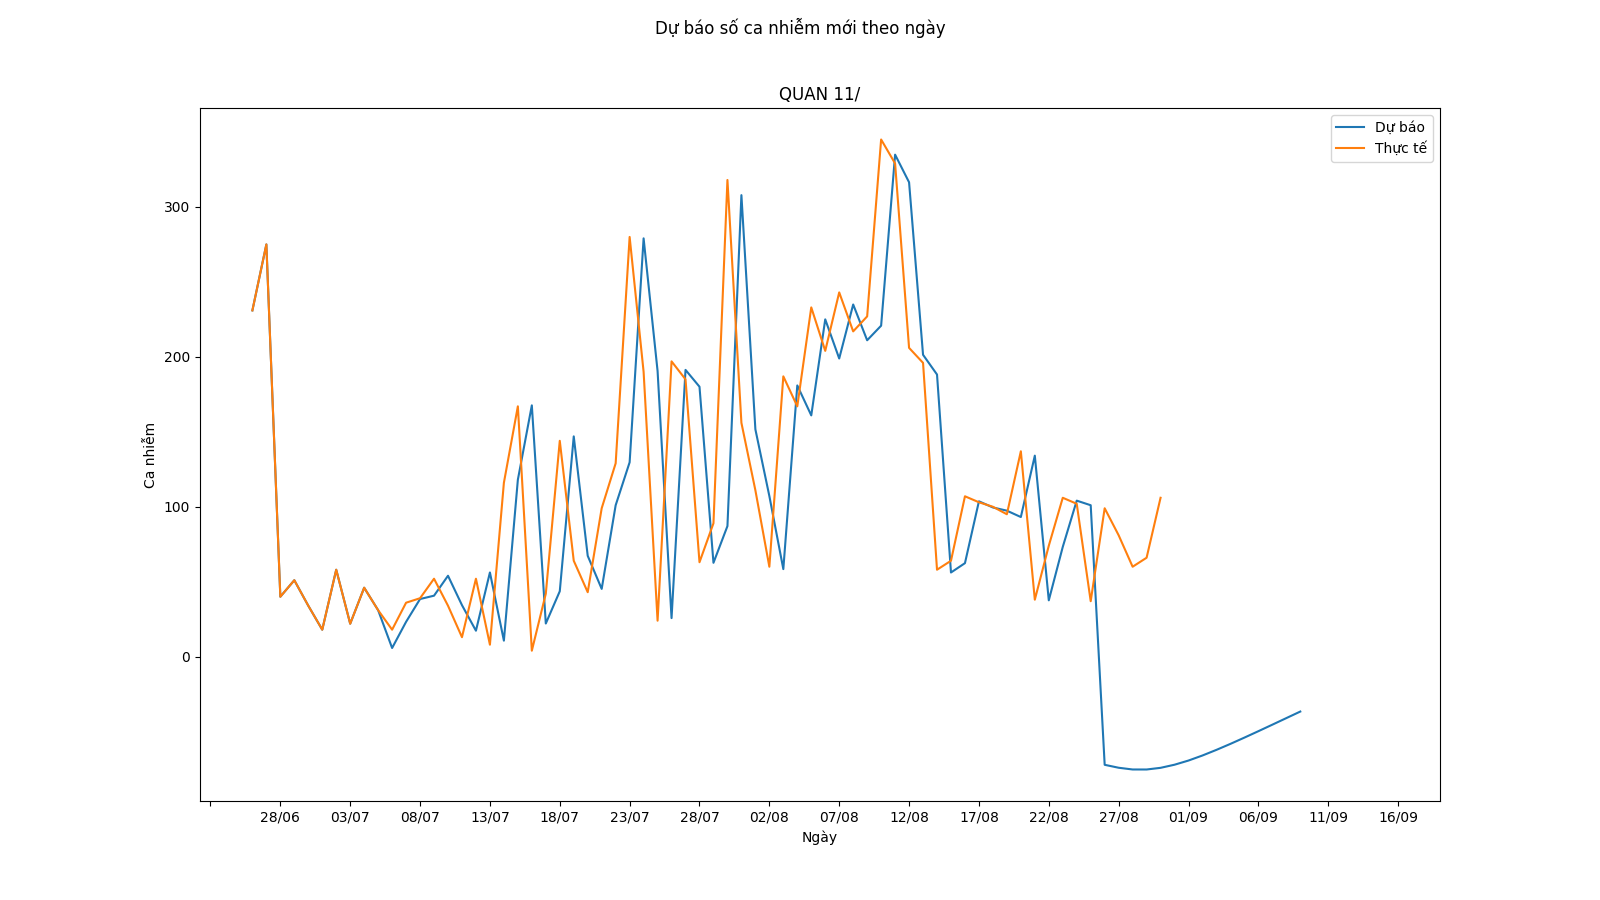 Dự báo số ca nhiễm mới theo ngày
QUAN 11/
Dự báo
Thực tế
Ca nhiễm
300
200
100
0
28/06 03/07 08/07 13/07 18/07 23/07 28/07 02/08 07/08 12/08 17/08 22/08 27/08 01/09 06/09 11/09 16/09
Ngày